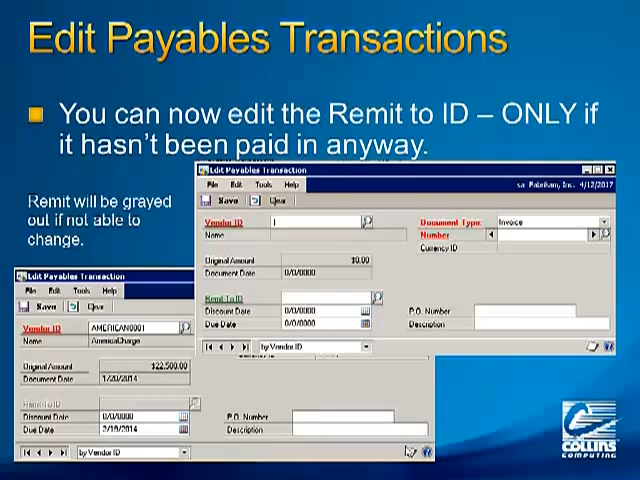 Edit Payables Transactions
You can now edit the Remit to ID – ONLY if
it hasn't been paid in anyway.
Remit will be grayed
out if not able to
change.
Edit Payables Transaction
File Edit Tools Help
sa Fabrikam, Inc. 4/12/2017
Save Clear
Vendor ID
Document Type: Invoice
Name
Number
Currency ID
Original Amount $0.00
Document Date 0/0/0000
Remit-To ID
Discount Date 0/0/0000
P.O. Number
Due Date 0/0/0000
Description
by Vendor ID
Edit Payables Transaction
File Edit Tools Help
Save Clear
Vendor ID AMERICAN0001
Name AmericaCharge
Original Amount $22,500.00
Document Date 1/20/2014
Remit-To ID
Discount Date 0/0/0000
P.O. Number
Due Date 2/19/2014
Description
by Vendor ID
COLLINS
COMPUTING